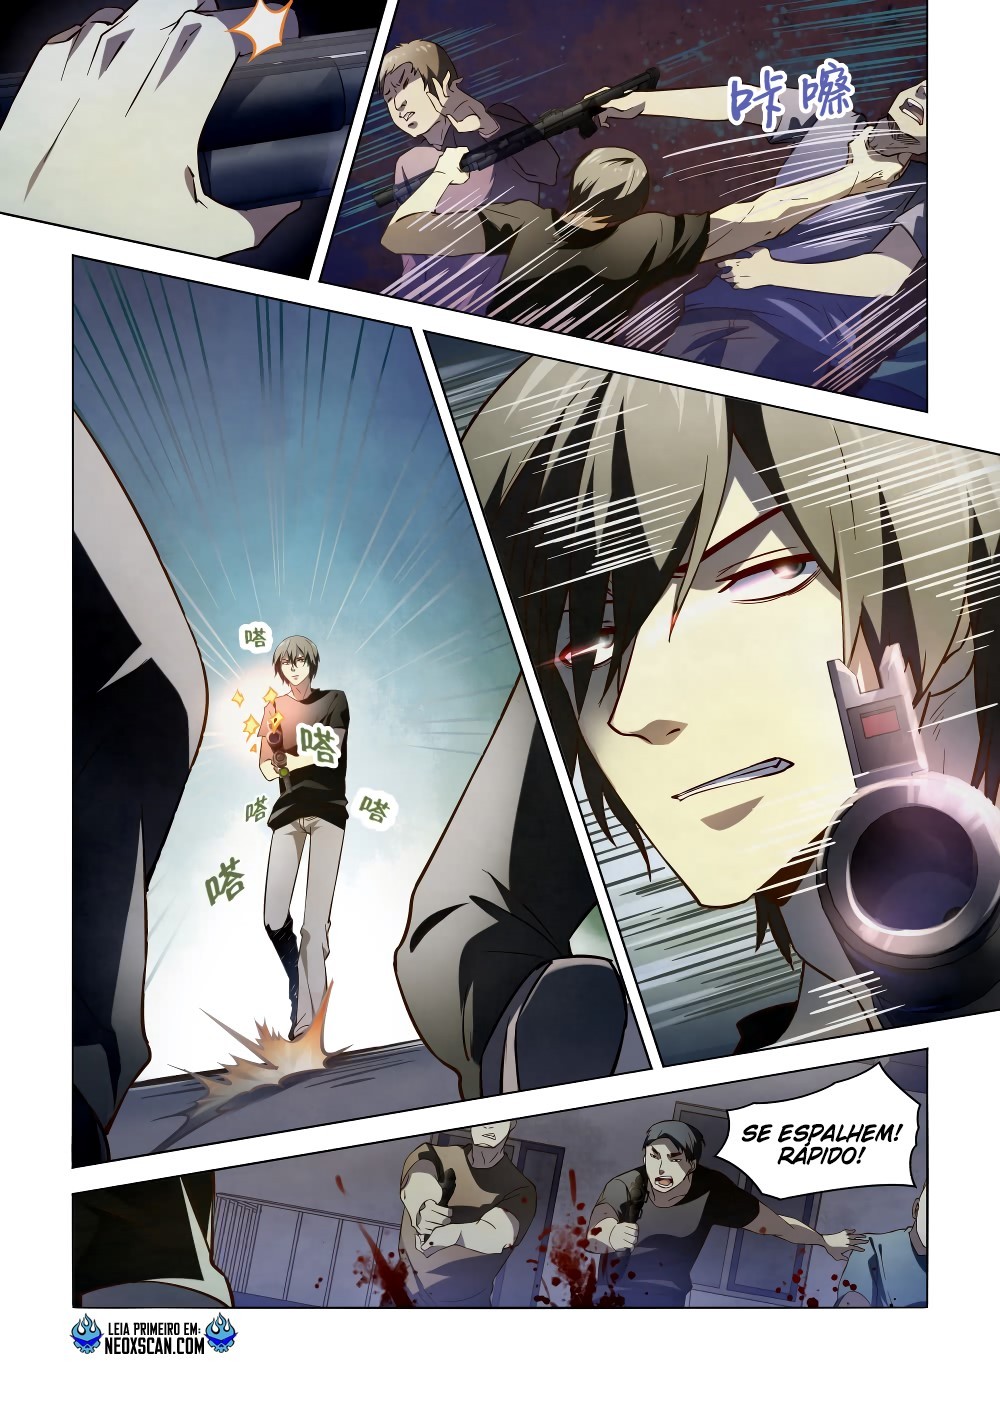 咔嚓
嗒
嗒
嗒
嗒
嗒
SE ESPALHEM!
RÁPIDO!
LEIA PRIMEIRO EM:
NEOXSCAN.COM